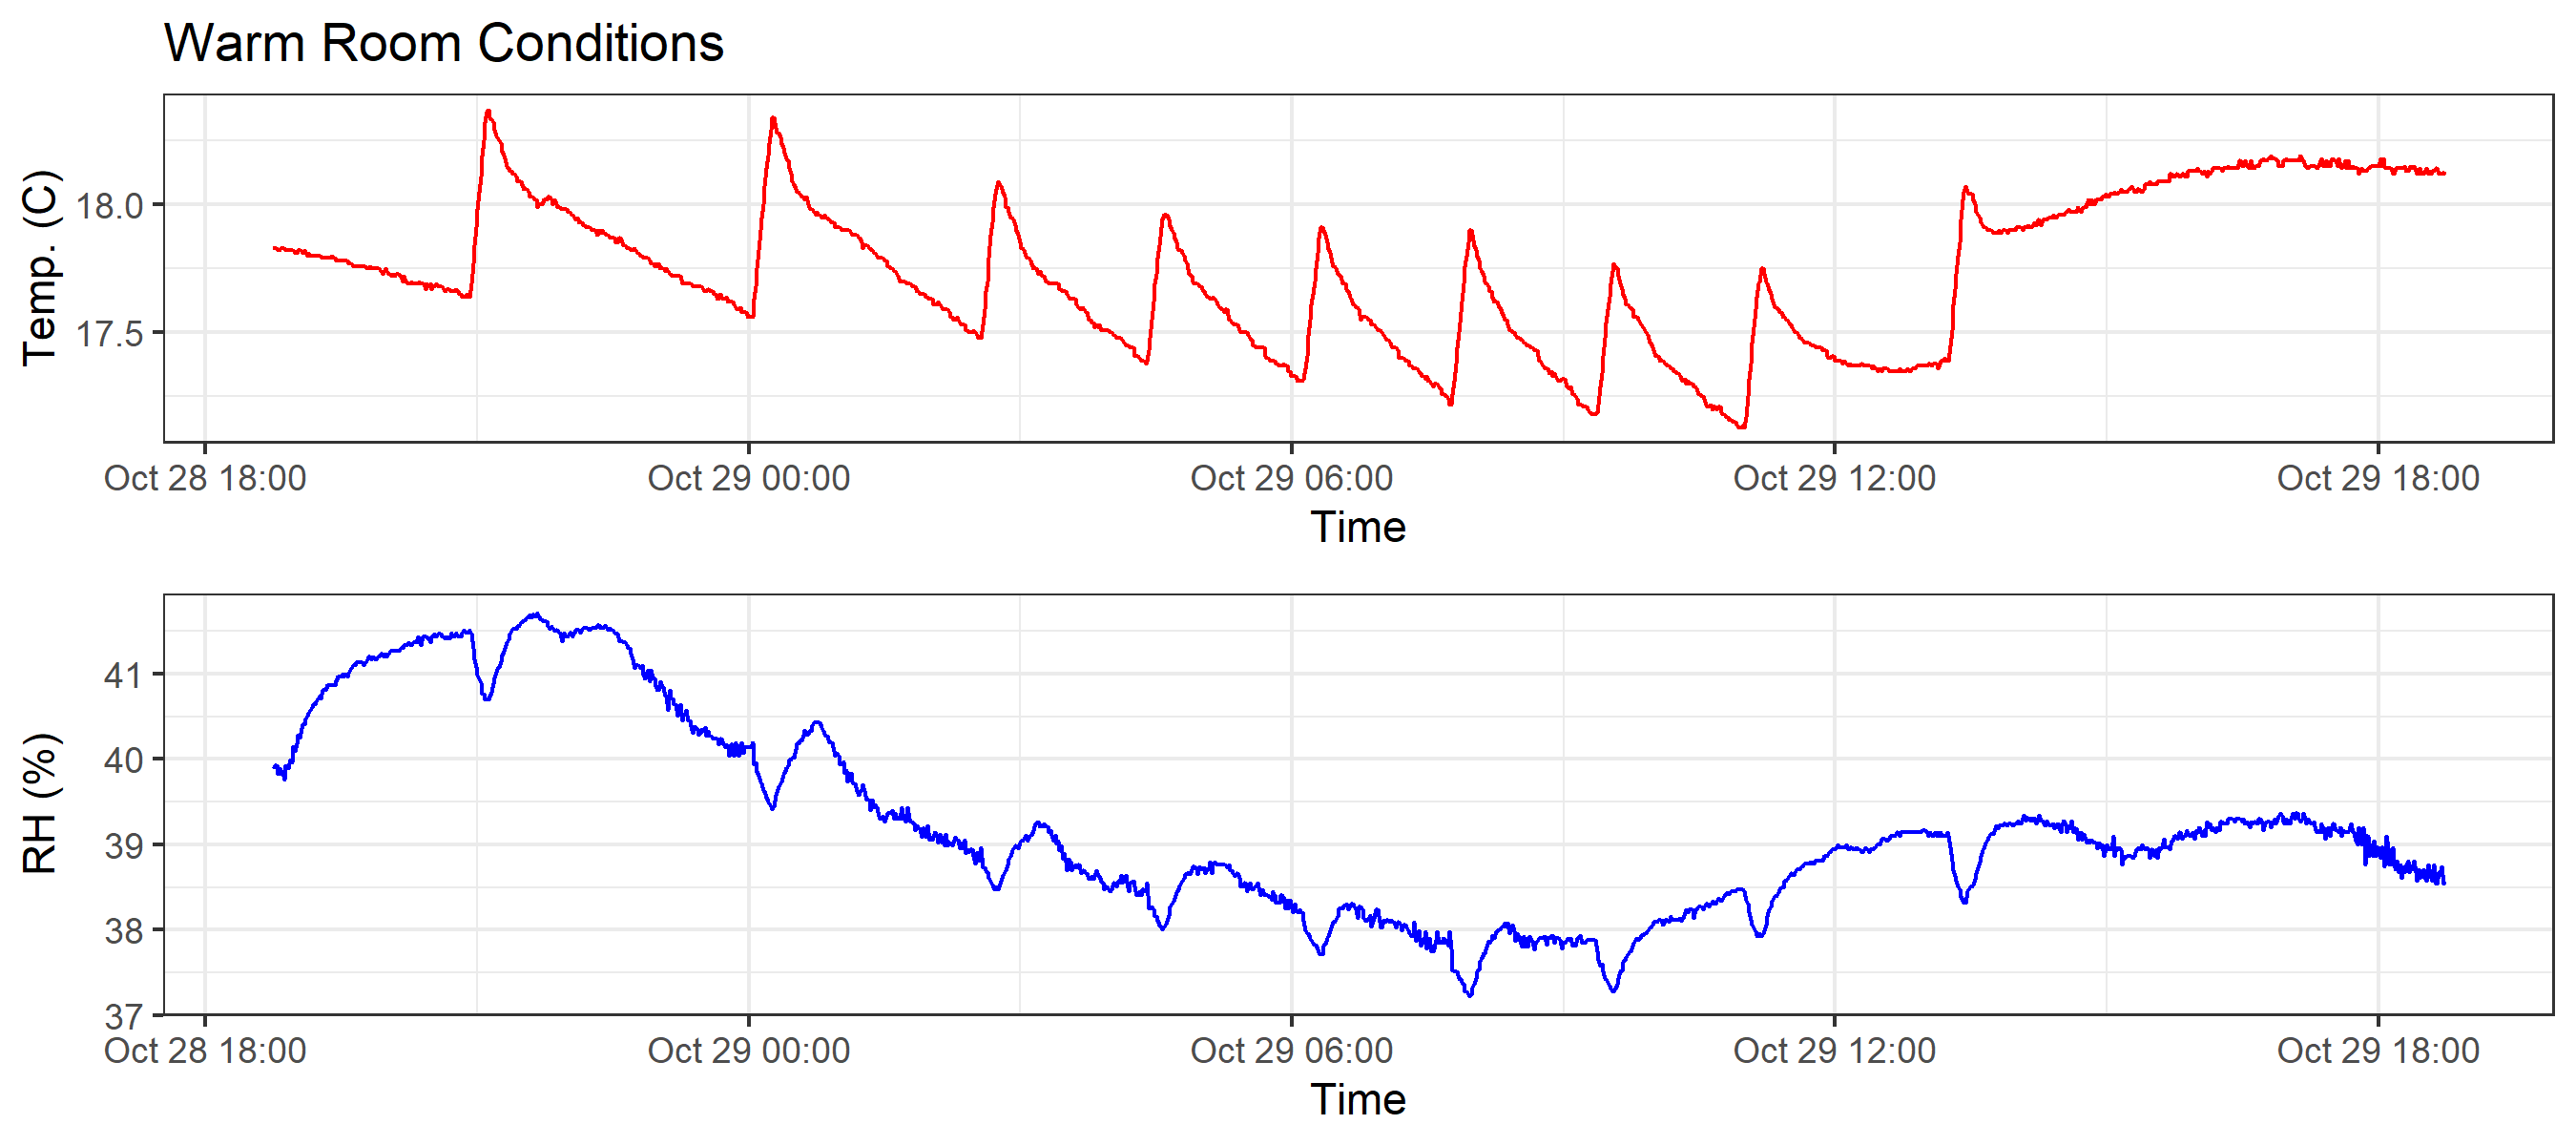 Warm Room Conditions
Temp. (C)
18.0
17.5
Oct 28 18:00 Oct 29 00:00 Oct 29 06:00 Oct 29 12:00 Oct 29 18:00
Time
RH (%)
41
40
39
38
37
Oct 28 18:00 Oct 29 00:00 Oct 29 06:00 Oct 29 12:00 Oct 29 18:00
Time